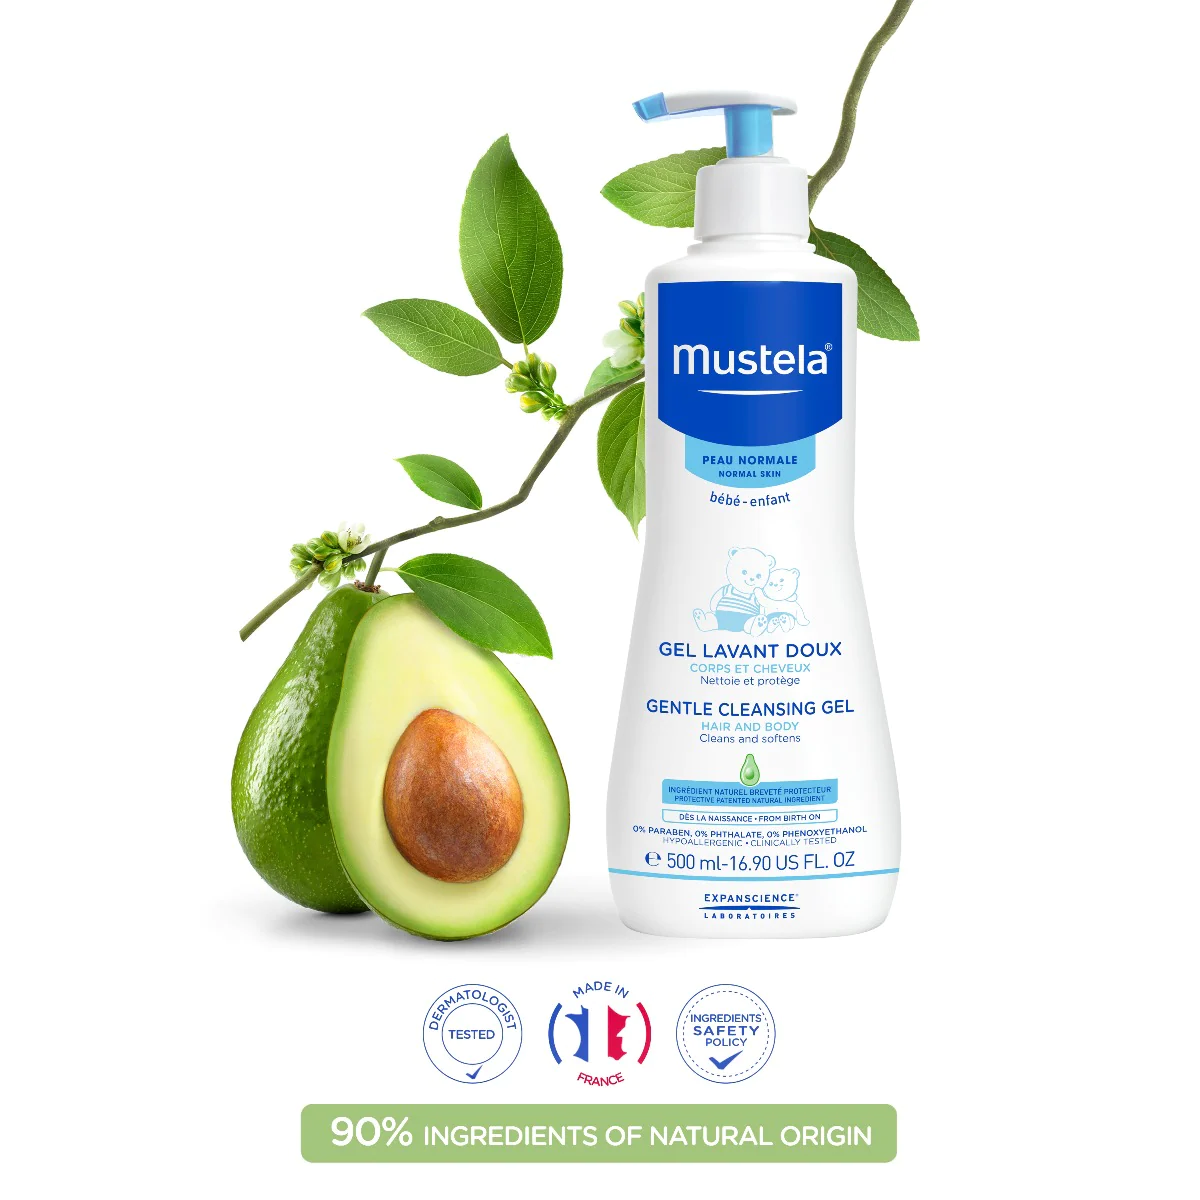 mustela®
PEAU NORMALE
NORMAL SKIN
bébé-enfant
GEL LAVANT DOUX
CORPS ET CHEVEUX
Nettoie et protège
GENTLE CLEANSING GEL
HAIR AND BODY
Cleans and softens
INGRÉDIENT NATUREL BREVETÉ PROTECTEUR
PROTECTIVE PATENTED NATURAL INGREDIENT
DÈS LA NAISSANCE • FROM BIRTH ON
0% PARABEN, 0% PHTHALATE, 0% PHENOXYETHANOL
HYPOALLERGENIC • CLINICALLY TESTED
℮ 500 ml-16.90 US FL. OZ
EXPANSCIENCE®
LABORATOIRES
DERMATOLOGIST
TESTED
MADE IN
FRANCE
INGREDIENTS
SAFETY
POLICY
90% INGREDIENTS OF NATURAL ORIGIN